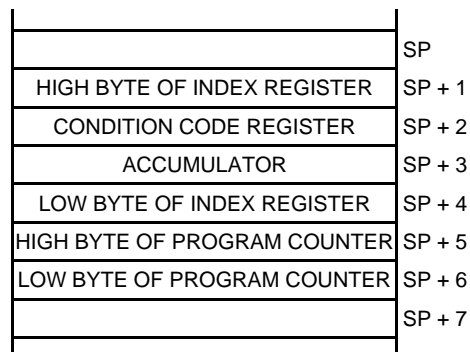 SP
HIGH BYTE OF INDEX REGISTER SP + 1
CONDITION CODE REGISTER SP + 2
ACCUMULATOR SP + 3
LOW BYTE OF INDEX REGISTER SP + 4
HIGH BYTE OF PROGRAM COUNTER SP + 5
LOW BYTE OF PROGRAM COUNTER SP + 6
SP + 7